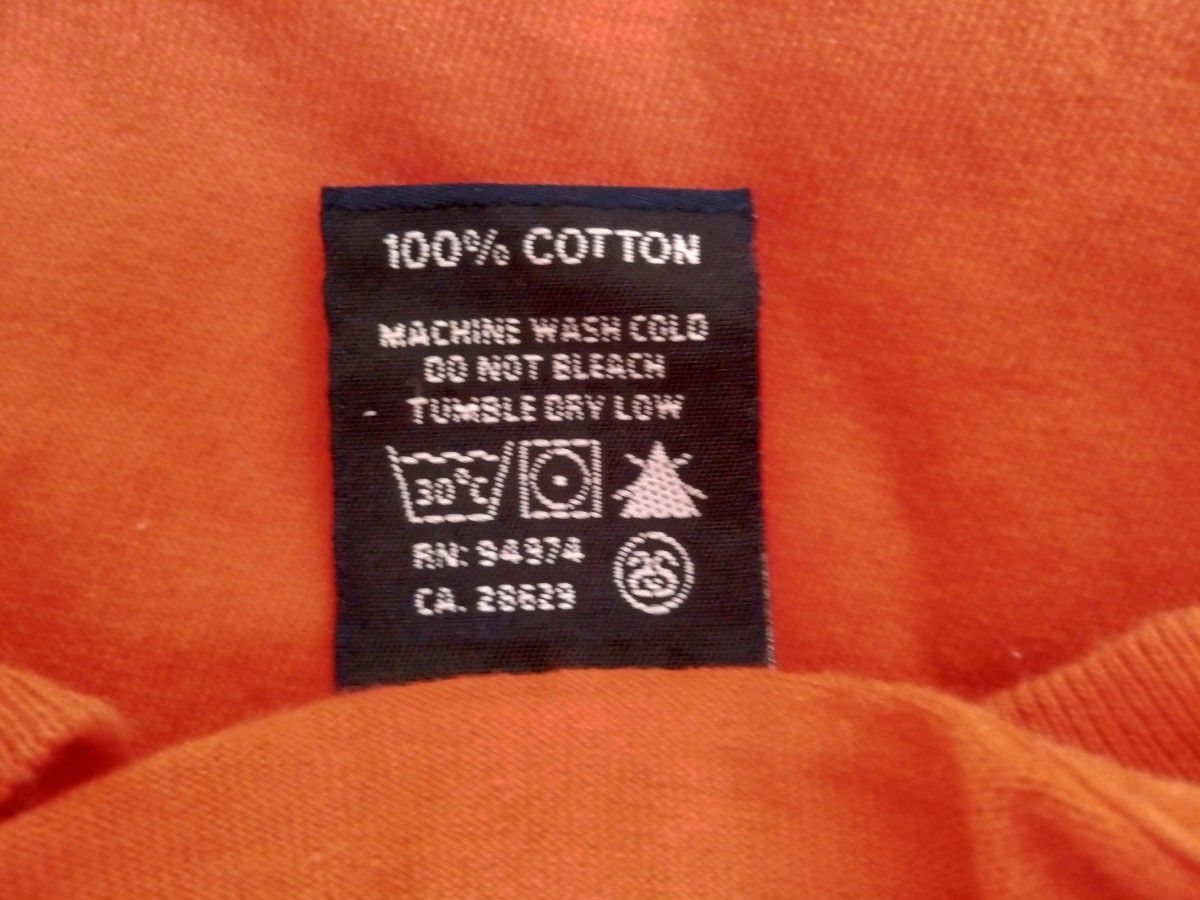 100% COTTON
MACHINE WASH COLD
DO NOT BLEACH
TUMBLE DRY LOW
30°C
RN: 94974
CA. 28629